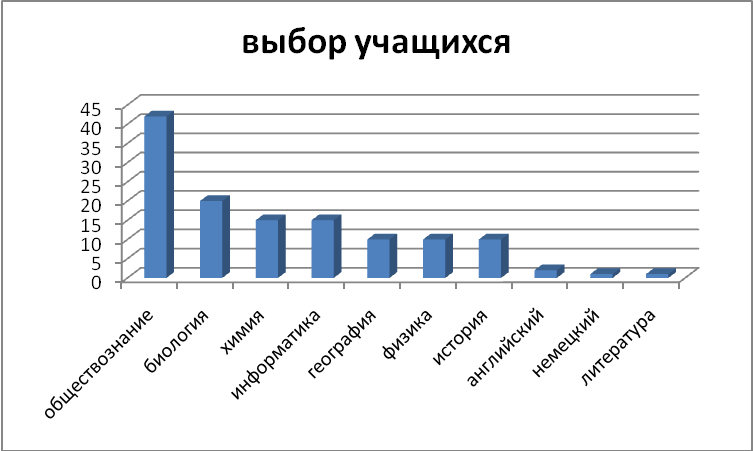 выбор учащихся
45
40
35
30
25
20
15
10
5
0
обществознание
биология
химия
информатика
география
физика
история
английский
немецкий
литература